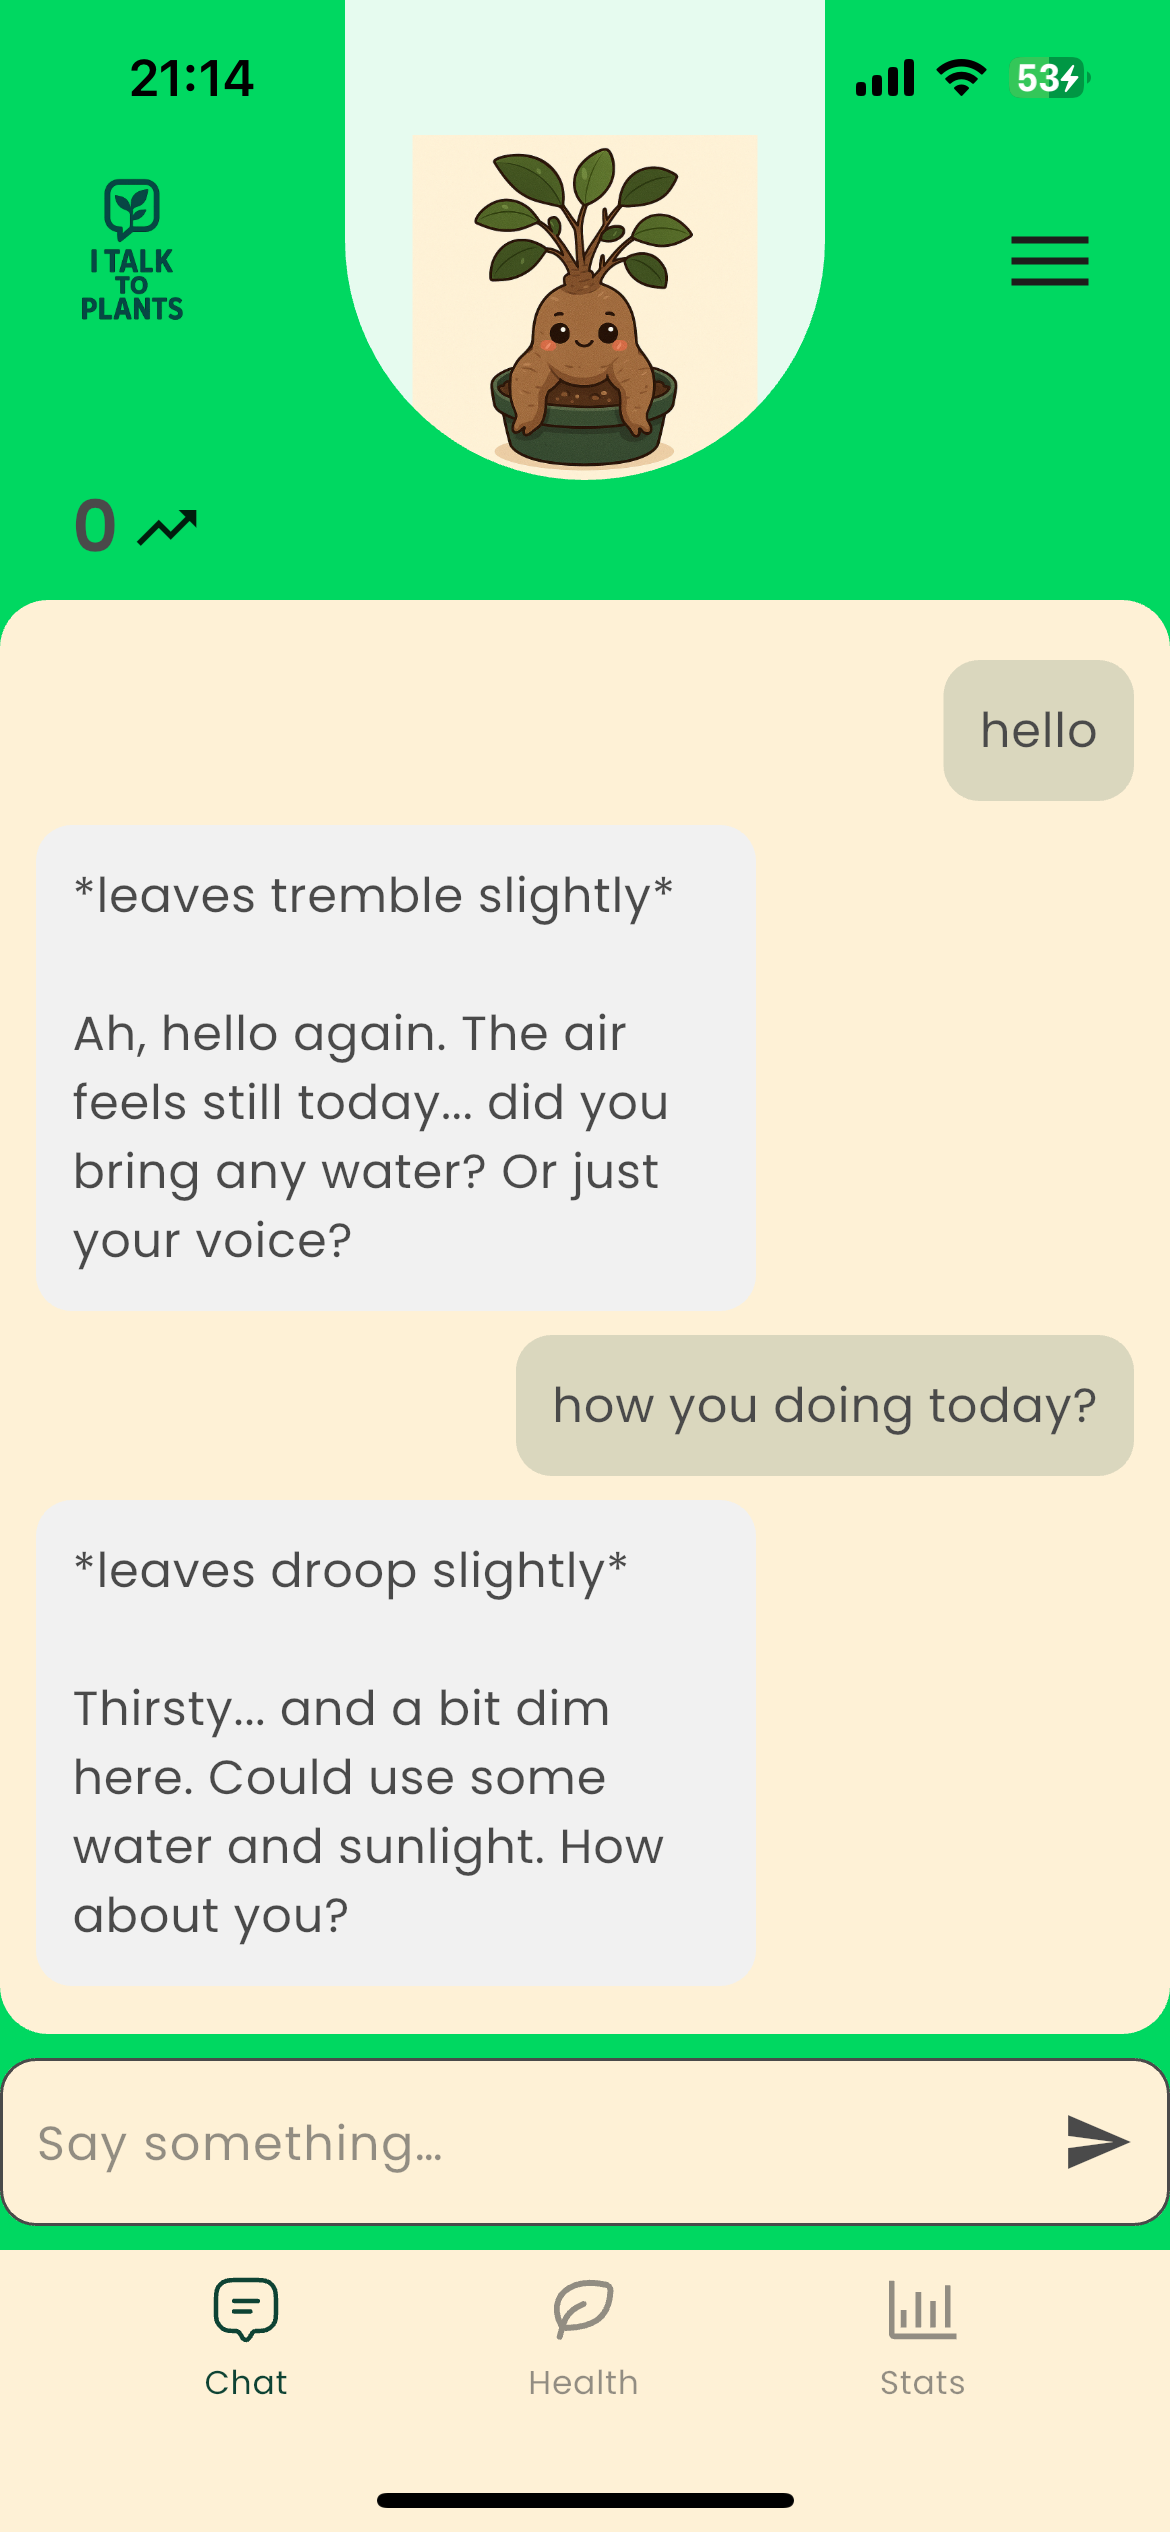 21:14
53
I TALK
TO
PLANTS
0
hello
*leaves tremble slightly*
Ah, hello again. The air
feels still today... did you
bring any water? Or just
your voice?
how you doing today?
*leaves droop slightly*
Thirsty... and a bit dim
here. Could use some
water and sunlight. How
about you?
Say something...
Chat
Health
Stats